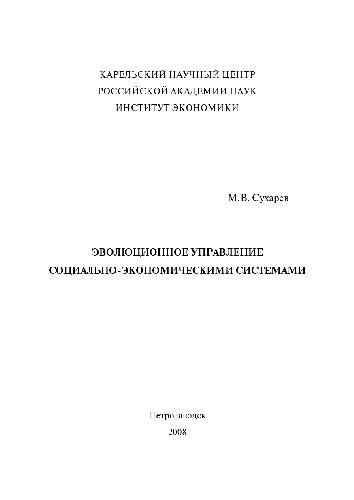 КАРЕЛЬСКИЙ НАУЧНЫЙ ЦЕНТР
РОССИЙСКОЙ АКАДЕМИИ НАУК
ИНСТИТУТ ЭКОНОМИКИ
М.В. Сухарев
ЭВОЛЮЦИОННОЕ УПРАВЛЕНИЕ
СОЦИАЛЬНО-ЭКОНОМИЧЕСКИМИ СИСТЕМАМИ
Петрозаводск
2008